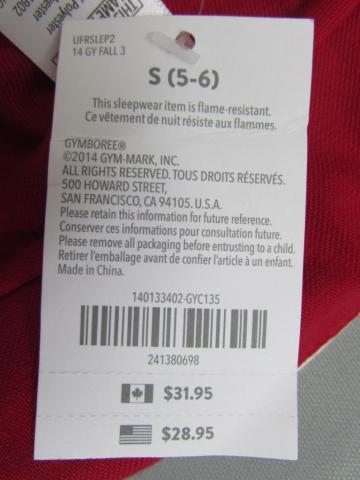 UFRSLEP2
14 GY FALL 3
S (5-6)
This sleepwear item is flame-resistant.
Ce vêtement de nuit résiste aux flammes.
GYMBOREE®
©2014 GYM-MARK, INC.
ALL RIGHTS RESERVED. TOUS DROITS RÉSERVÉS.
500 HOWARD STREET,
SAN FRANCISCO, CA 94105. U.S.A.
Please retain this information for future reference.
Conserver ces informations pour consultation future.
Please remove all packaging before entrusting to a child.
Retirer l'emballage avant de confier l'article à un enfant.
Made in China.
140133402-GYC135
241380698
$31.95
$28.95